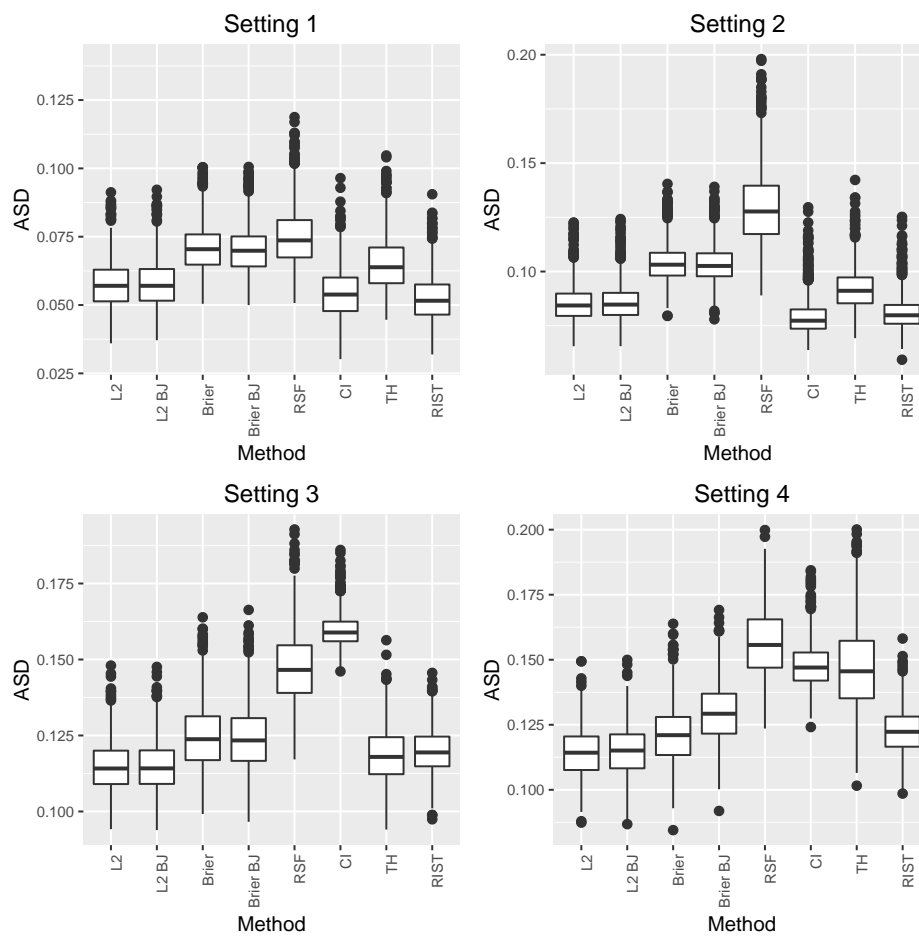 Setting 1
0.125
0.100
0.075
0.050
0.025
ASD
L2
L2 BJ
Brier
Brier BJ
RSF
CI
TH
RIST
Method
Setting 2
0.20
0.15
0.10
ASD
L2
L2 BJ
Brier
Brier BJ
RSF
CI
TH
RIST
Method
Setting 3
0.175
0.150
0.125
0.100
ASD
L2
L2 BJ
Brier
Brier BJ
RSF
CI
TH
RIST
Method
Setting 4
0.200
0.175
0.150
0.125
0.100
ASD
L2
L2 BJ
Brier
Brier BJ
RSF
CI
TH
RIST
Method